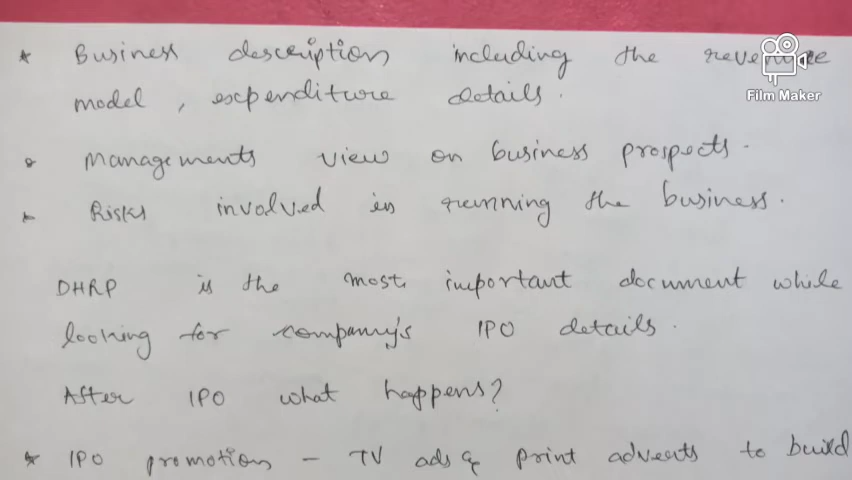 * Business description including the revenue
model, expenditure details.
* Managements view on business prospects.
* Risks involved in running the business.
DHRP is the most important document while
looking for company's IPO details.
After IPO what happens?
* IPO promotion - TV ads & print adverts to build
Film Maker